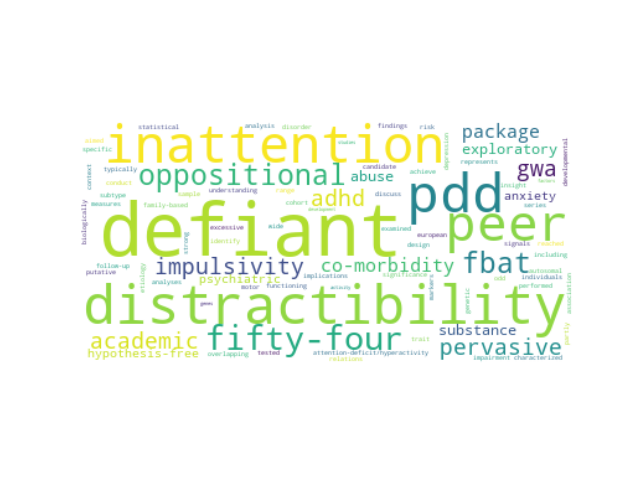 statistical analysis disorder findings risk
inattention package
exam specific exploratory
typically oppositional candidate abuse achieve represents gwa
context conduct subtype understanding discuss insight anxiety
depression developmental
measures family-based sample range adhd pdd series
defiant peer
biologically excessive cohort wide examined european signals reached
strong identify design including
follow-up impulsivity co-morbidity fbat autosomal
putative psychiatric implications significance odd individuals
etiology analyses motor functioning activity markers genetic performed association
distractibility
genes trait substance partly
academic fifty-four pervasive
hypothesis-free overlapping tested attention-deficit/hyperactivity impairment characterized
relations